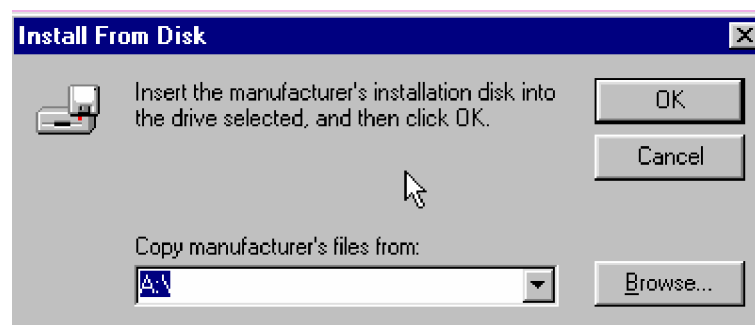 Install From Disk
Insert the manufacturer's installation disk into
the drive selected, and then click OK.
OK
Cancel
Copy manufacturer's files from:
A:\
Browse...